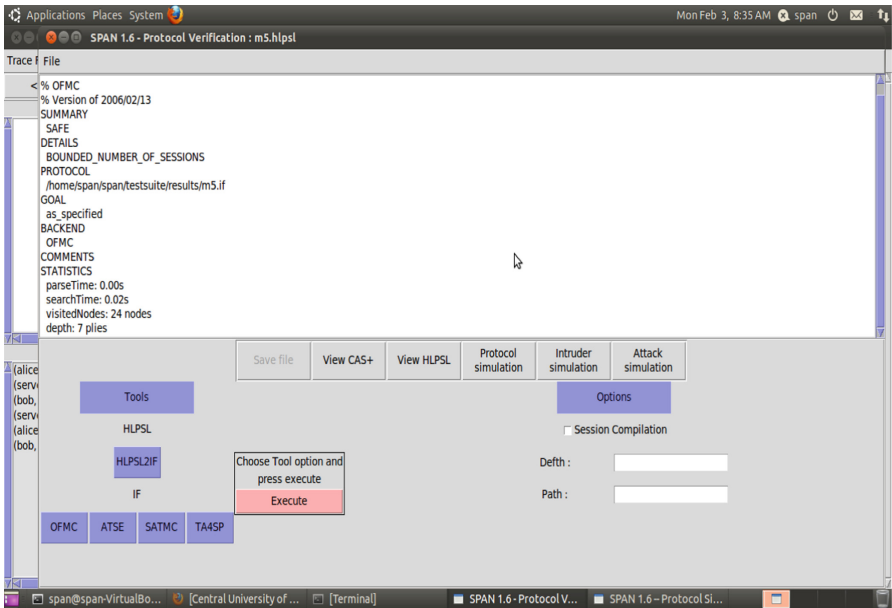 Applications Places System Mon Feb 3, 8:35 AM span
SPAN 1.6 - Protocol Verification : m5.hlpsl
Trace F File
<
% OFMC
% Version of 2006/02/13
SUMMARY
SAFE
DETAILS
BOUNDED_NUMBER_OF_SESSIONS
PROTOCOL
/home/span/span/testsuite/results/m5.if
GOAL
as_specified
BACKEND
OFMC
COMMENTS
STATISTICS
parseTime: 0.00s
searchTime: 0.02s
visitedNodes: 24 nodes
depth: 7 plies
Save file View CAS+ View HLPSL Protocol simulation Intruder simulation Attack simulation
(alice
(serv
(bob,
(serv
(alice
(bob,
Tools
Options
HLPSL
Session Compilation
HLPSL2IF
Choose Tool option and
press execute
Execute
Defth :
IF
Path :
OFMC ATSE SATMC TA4SP
span@span-VirtualBo... [Central University of ... [Terminal] SPAN 1.6 - Protocol V... SPAN 1.6 – Protocol Si...